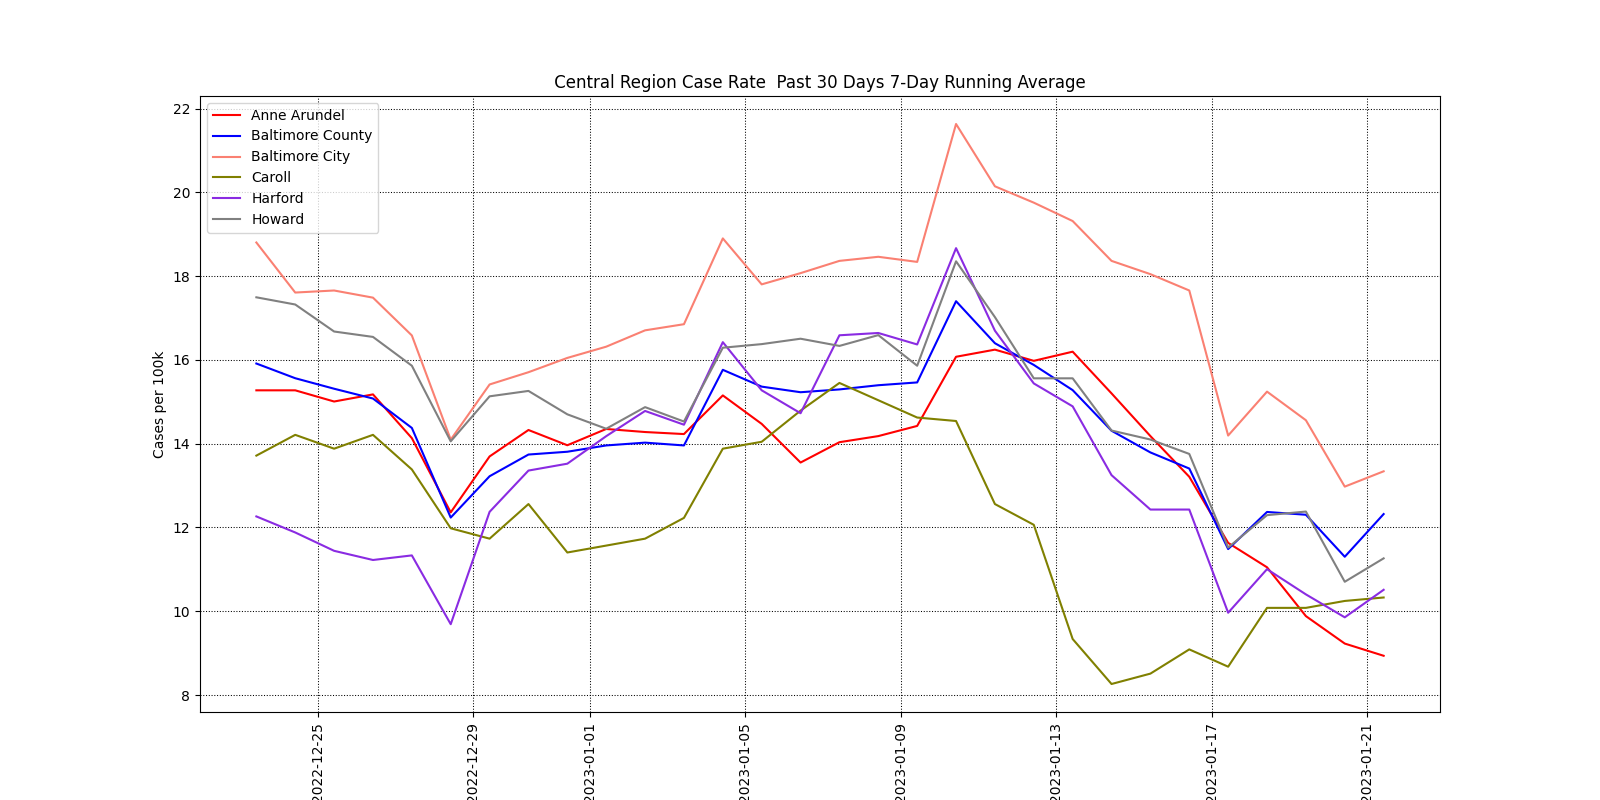 Central Region Case Rate  Past 30 Days 7-Day Running Average
22
20
18
16
14
12
10
8
Cases per 100k
Anne Arundel
Baltimore County
Baltimore City
Caroll
Harford
Howard
2022-12-25
2022-12-29
2023-01-01
2023-01-05
2023-01-09
2023-01-13
2023-01-17
2023-01-21